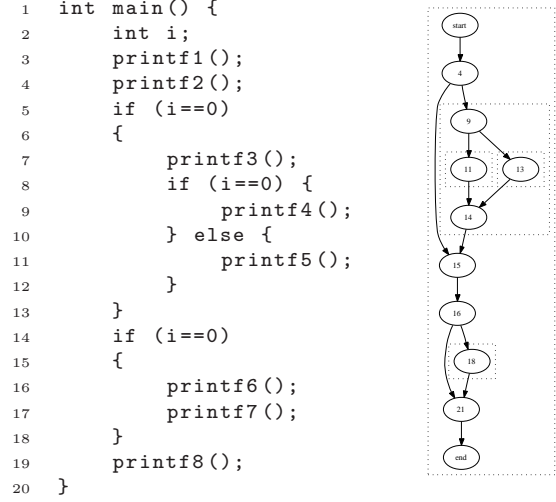 1 int main() {
2 int i;
3 printf1();
4 printf2();
5 if (i==0)
6 {
7 printf3();
8 if (i==0) {
9 printf4();
10 } else {
11 printf5();
12 }
13 }
14 if (i==0)
15 {
16 printf6();
17 printf7();
18 }
19 printf8();
20 }
start
4
9
11 13
14
15
16
18
21
end